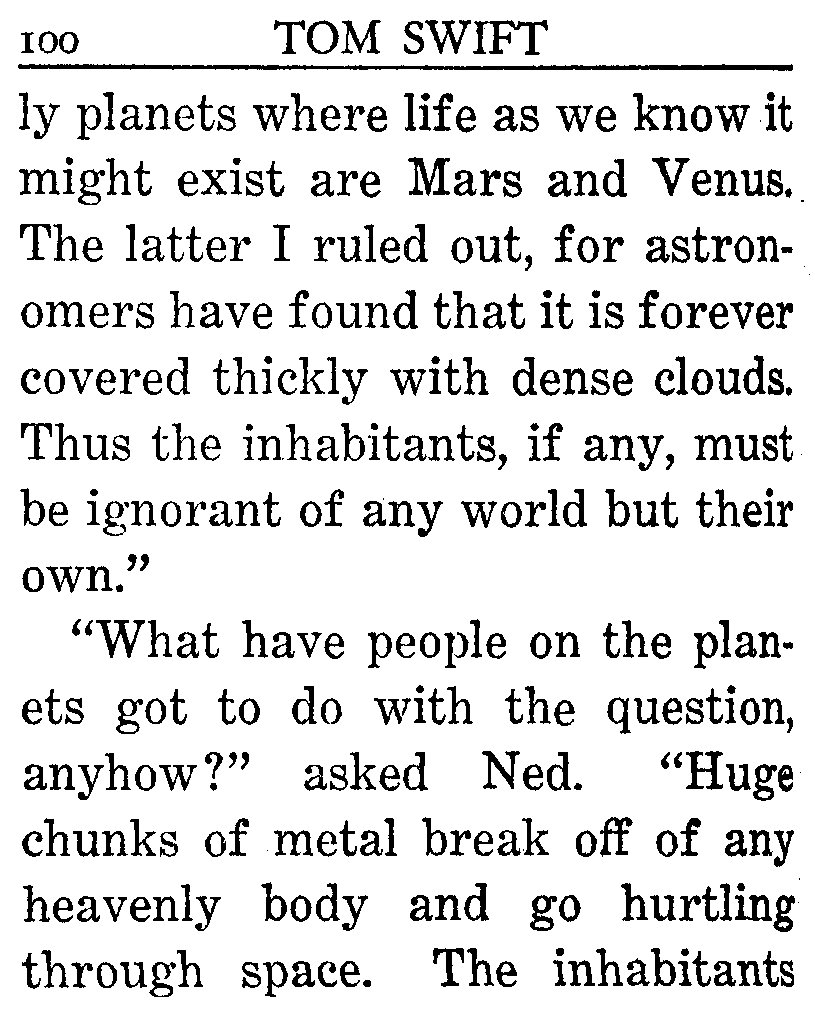 100 TOM SWIFT
ly planets where life as we know it
might exist are Mars and Venus.
The latter I ruled out, for astron-
omers have found that it is forever
covered thickly with dense clouds.
Thus the inhabitants, if any, must
be ignorant of any world but their
own.”
“What have people on the plan-
ets got to do with the question,
anyhow?” asked Ned. “Huge
chunks of metal break off of any
heavenly body and go hurtling
through space. The inhabitants